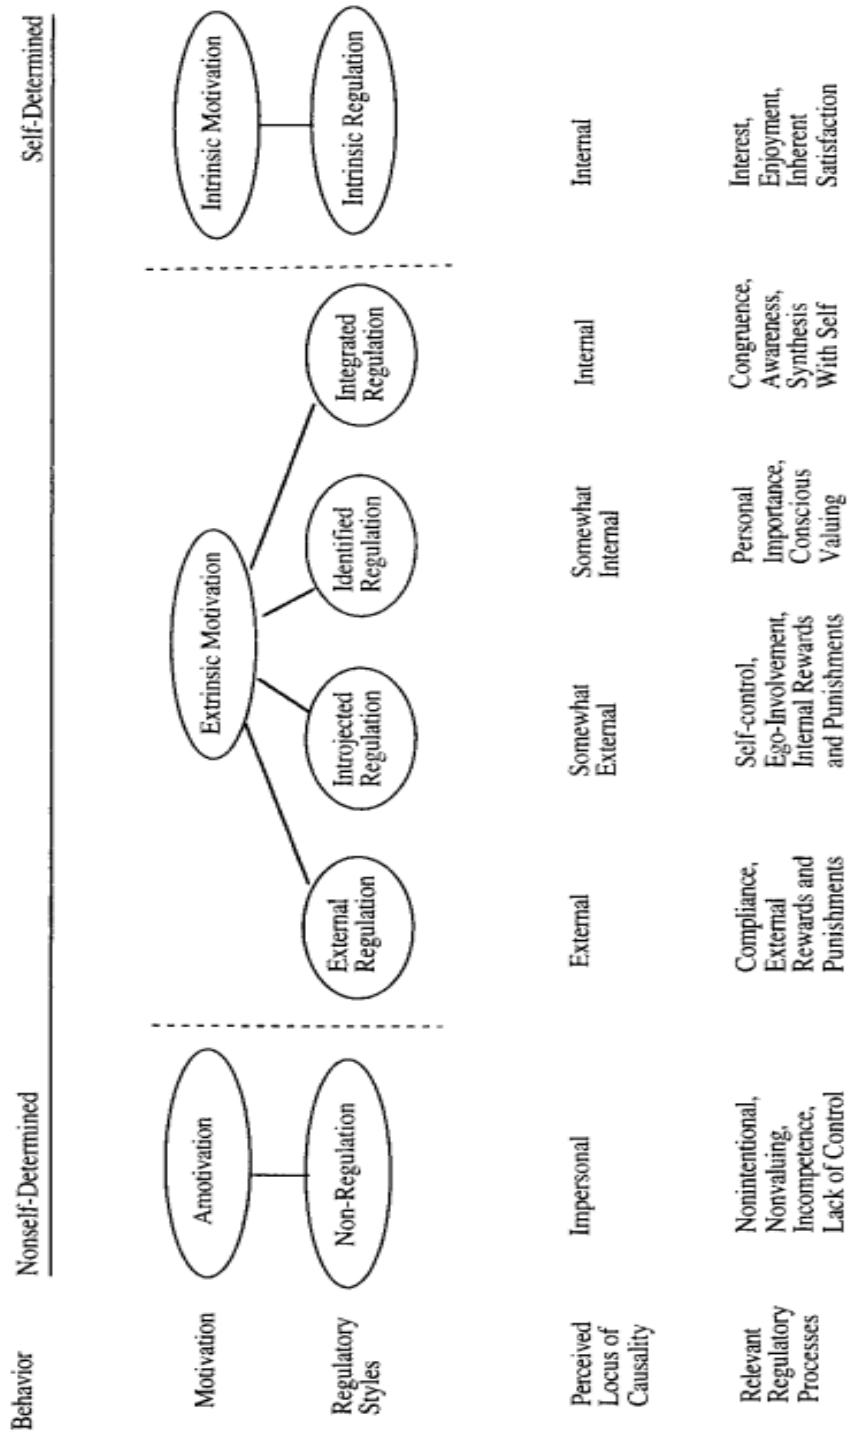 Behavior
Nonself-Determined
Self-Determined
Motivation
Amotivation
Extrinsic Motivation
Intrinsic Motivation
Regulatory
Styles
Non-Regulation
External
Regulation
Introjected
Regulation
Identified
Regulation
Integrated
Regulation
Intrinsic Regulation
Perceived
Locus of
Causality
Impersonal
External
Somewhat
External
Somewhat
Internal
Internal
Internal
Relevant
Regulatory
Processes
Nonintentional,
Nonvaluing,
Incompetence,
Lack of Control
Compliance,
External
Rewards and
Punishments
Self-control,
Ego-Involvement,
Internal Rewards
and Punishments
Personal
Importance,
Conscious
Valuing
Congruence,
Awareness,
Synthesis
With Self
Interest,
Enjoyment,
Inherent
Satisfaction